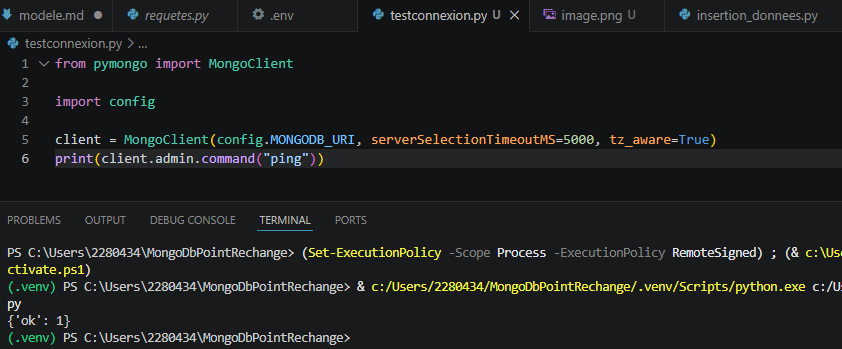 modele.md requetes.py .env testconnexion.py U image.png U insertion_donnees.py
testconnexion.py > ...
1 from pymongo import MongoClient
2
3 import config
4
5 client = MongoClient(config.MONGODB_URI, serverSelectionTimeoutMS=5000, tz_aware=True)
6 print(client.admin.command("ping"))
PROBLEMS OUTPUT DEBUG CONSOLE TERMINAL PORTS
PS C:\Users\2280434\MongoDbPointRechange> (Set-ExecutionPolicy -Scope Process -ExecutionPolicy RemoteSigned) ; (& c:\Us
ctivate.ps1)
(.venv) PS C:\Users\2280434\MongoDbPointRechange> & c:/Users/2280434/MongoDbPointRechange/.venv/Scripts/python.exe c:/U
py
{'ok': 1}
(.venv) PS C:\Users\2280434\MongoDbPointRechange>